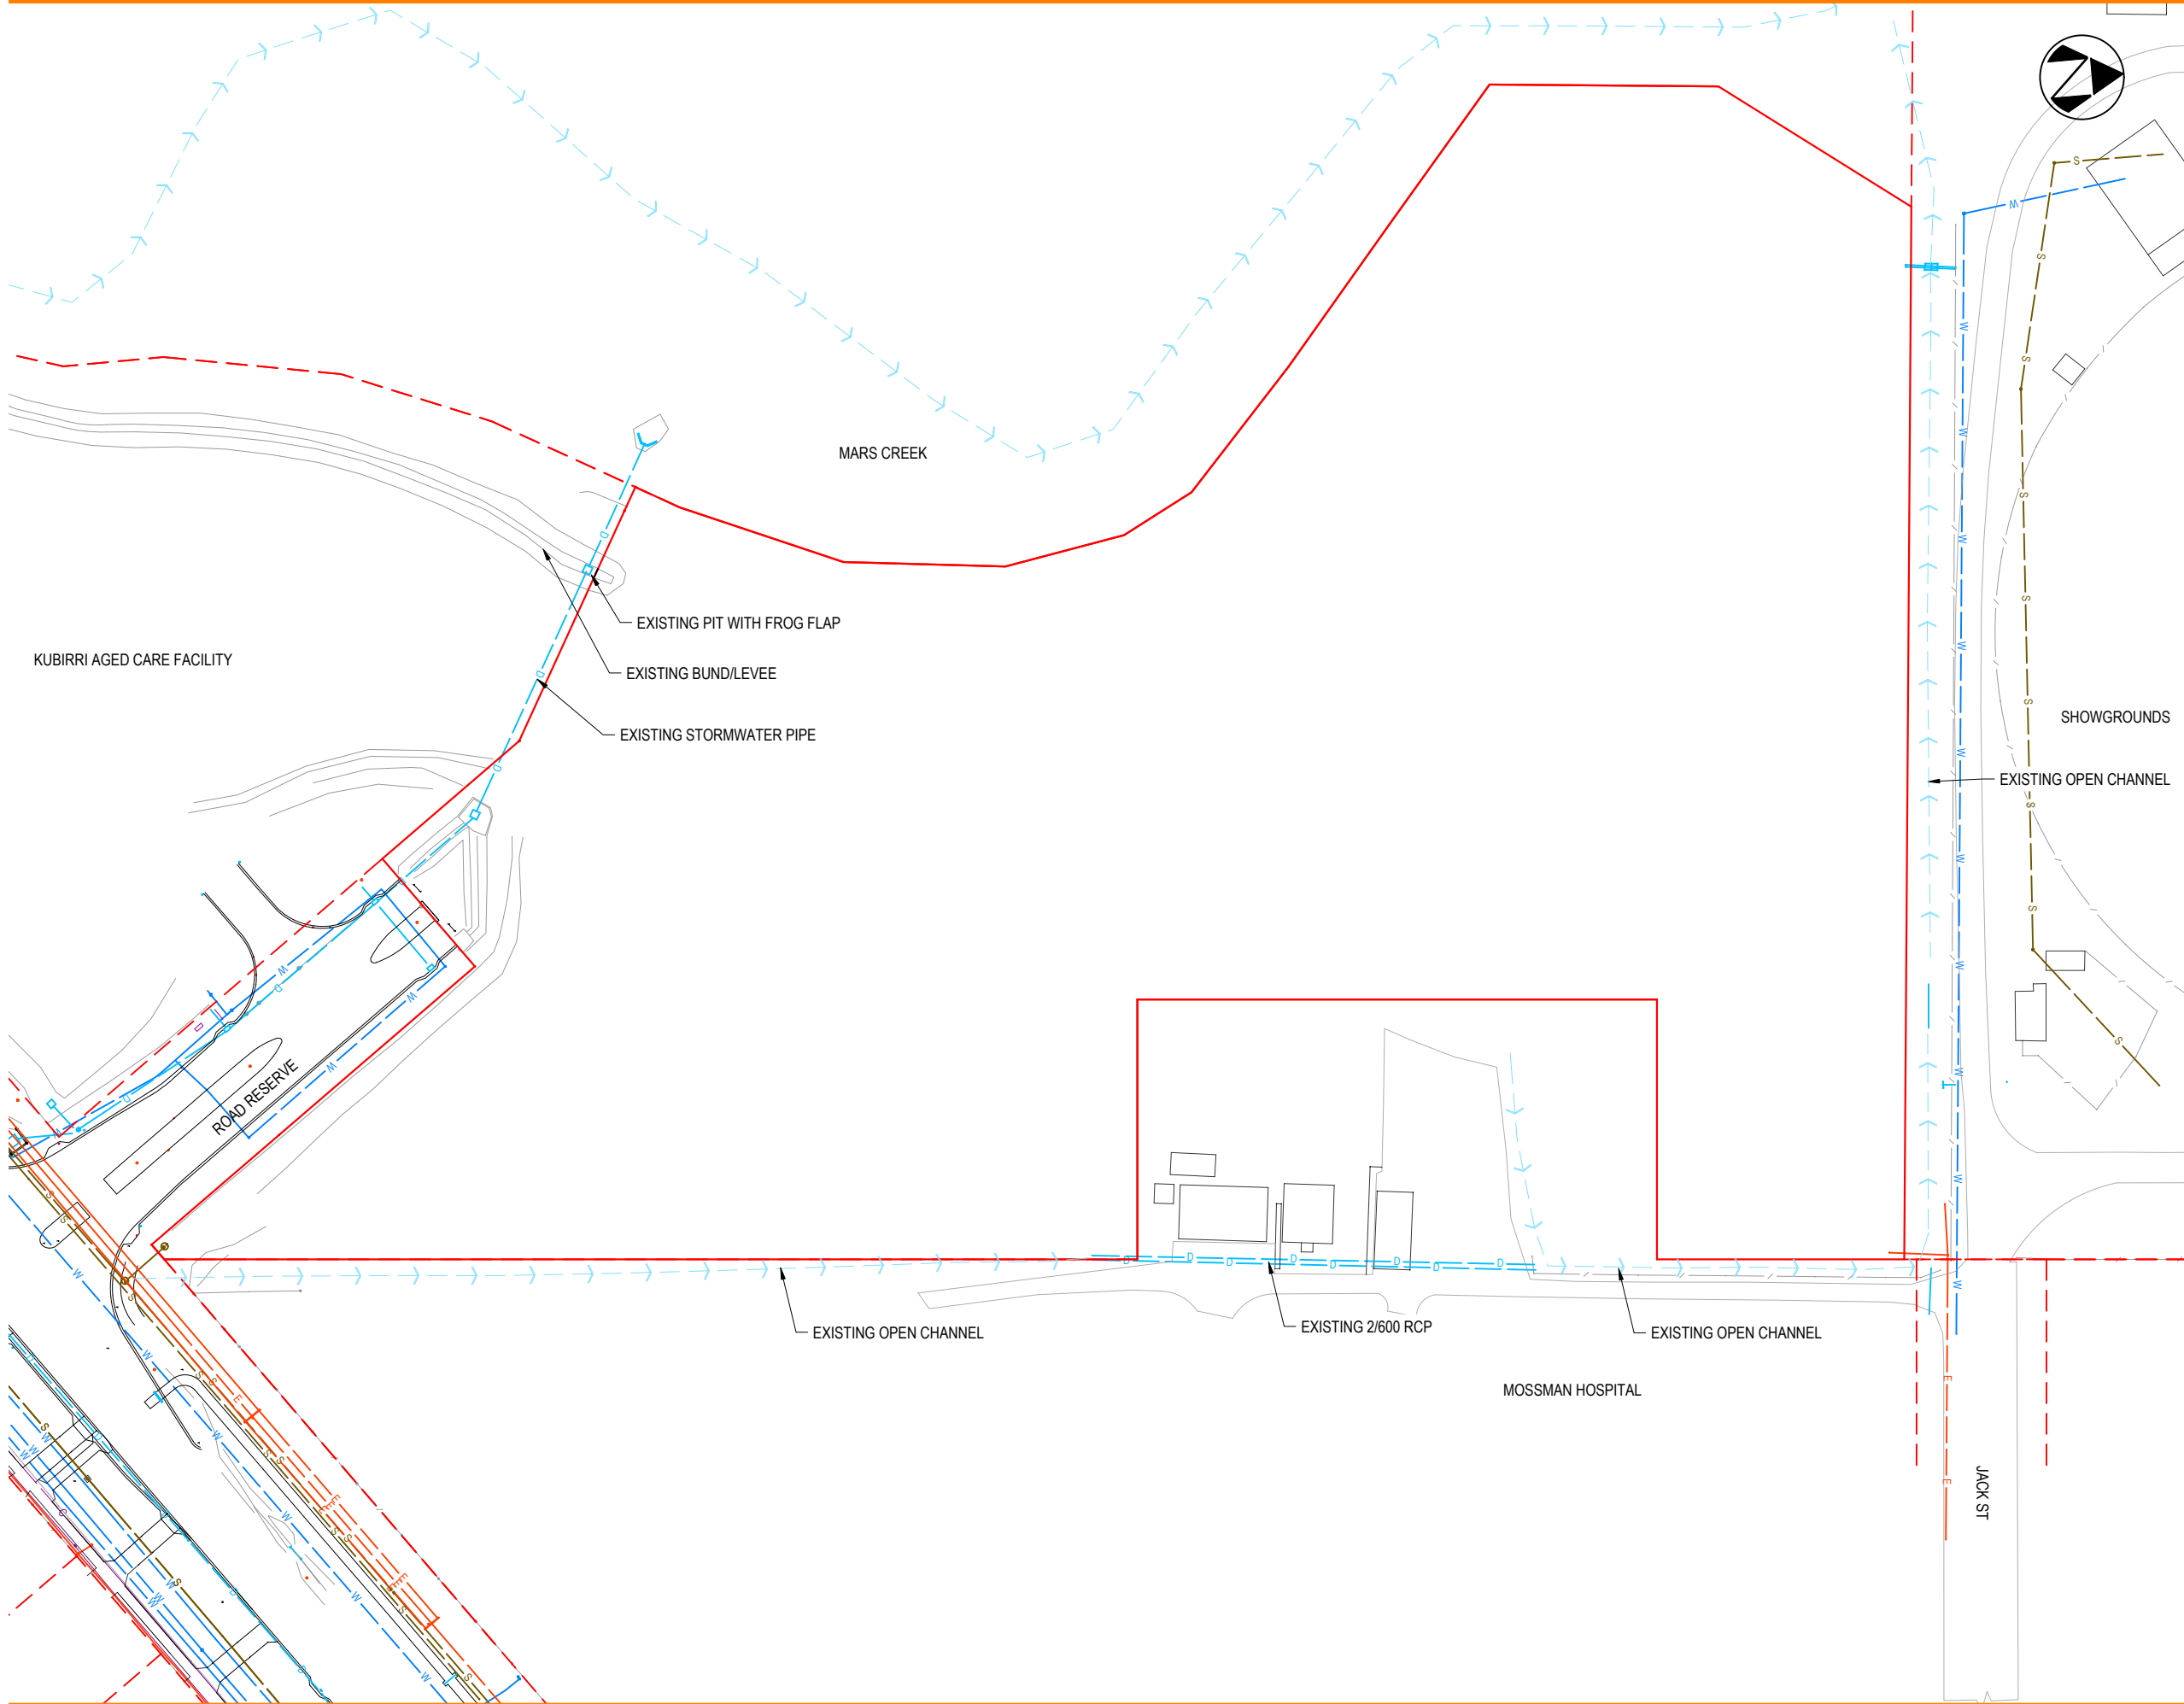 MARS CREEK
EXISTING PIT WITH FROG FLAP
KUBIRRI AGED CARE FACILITY
EXISTING BUND/LEVEE
SHOWGROUNDS
EXISTING STORMWATER PIPE
EXISTING OPEN CHANNEL
ROAD RESERVE
EXISTING OPEN CHANNEL
EXISTING 2/600 RCP
EXISTING OPEN CHANNEL
MOSSMAN HOSPITAL
JACK ST